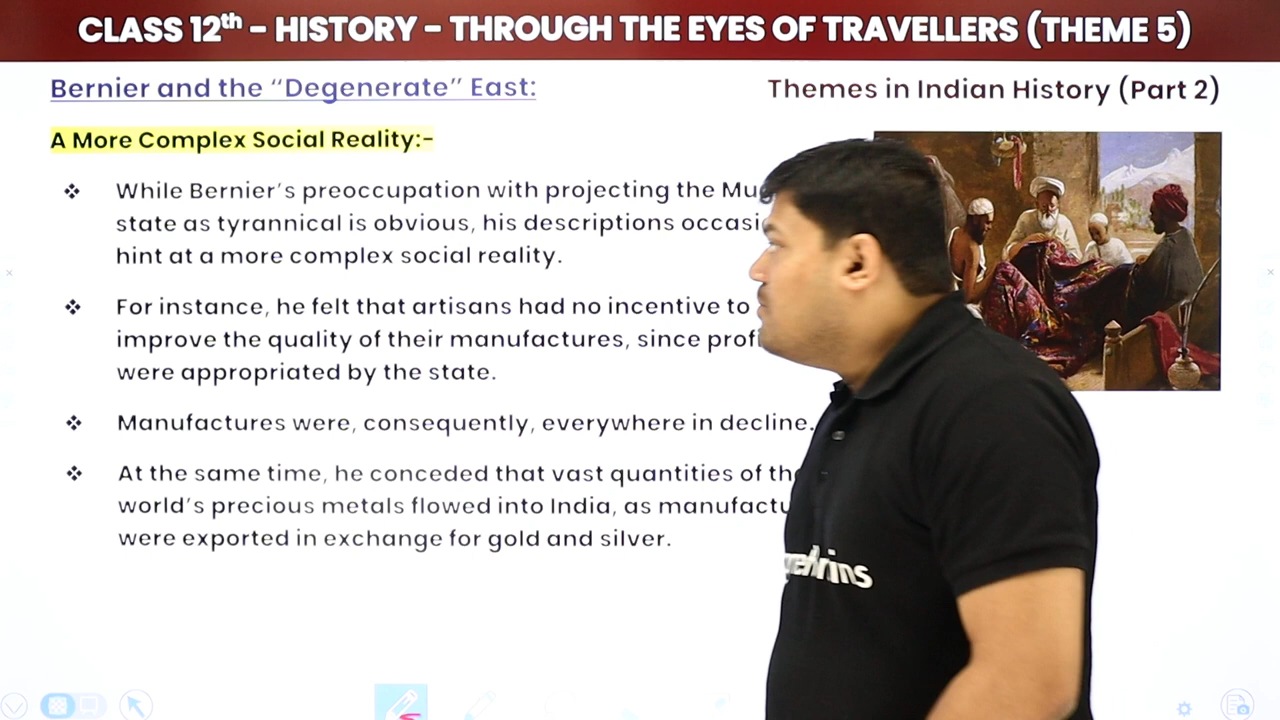 CLASS 12th - HISTORY - THROUGH THE EYES OF TRAVELLERS (THEME 5)
Bernier and the “Degenerate” East:
Themes in Indian History (Part 2)
A More Complex Social Reality:-
❖ While Bernier’s preoccupation with projecting the
state as tyrannical is obvious, his descriptions
hint at a more complex social reality.
❖ For instance, he felt that artisans had no incentive to
improve the quality of their manufactures, since
were appropriated by the state.
❖ Manufactures were, consequently, everywhere in decline.
❖ At the same time, he conceded that vast quantities of
world’s precious metals flowed into India, as
were exported in exchange for gold and silver.